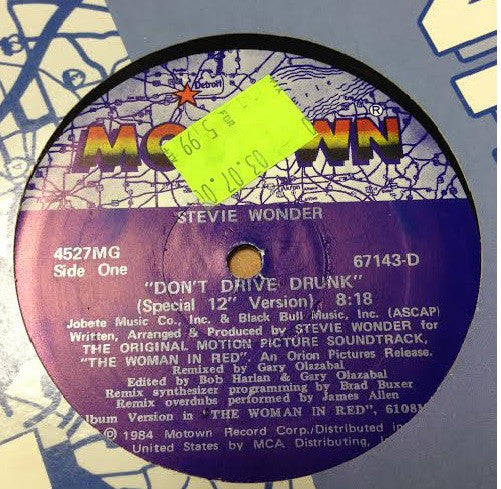 Detroit
MOTOWN ®
FOR
5.99
03.07.0
STEVIE WONDER
4527MG
Side One
67143-D
"DON'T DRIVE DRUNK"
(Special 12" Version) 8:18
Jobete Music Co., Inc. & Black Bull Music, Inc. (ASCAP)
Written, Arranged & Produced by STEVIE WONDER for
THE ORIGINAL MOTION PICTURE SOUNDTRACK,
"THE WOMAN IN RED". An Orion Pictures Release.
Remixed by Gary Olazabal
Edited by Bob Harlan & Gary Olazabal
Remix synthesizer programming by Brad Buxer
Remix overdubs performed by James Allen
lbum Version in "THE WOMAN IN RED", 6108M
℗ © 1984 Motown Record Corp./Distributed in
United States by MCA Distributing, I